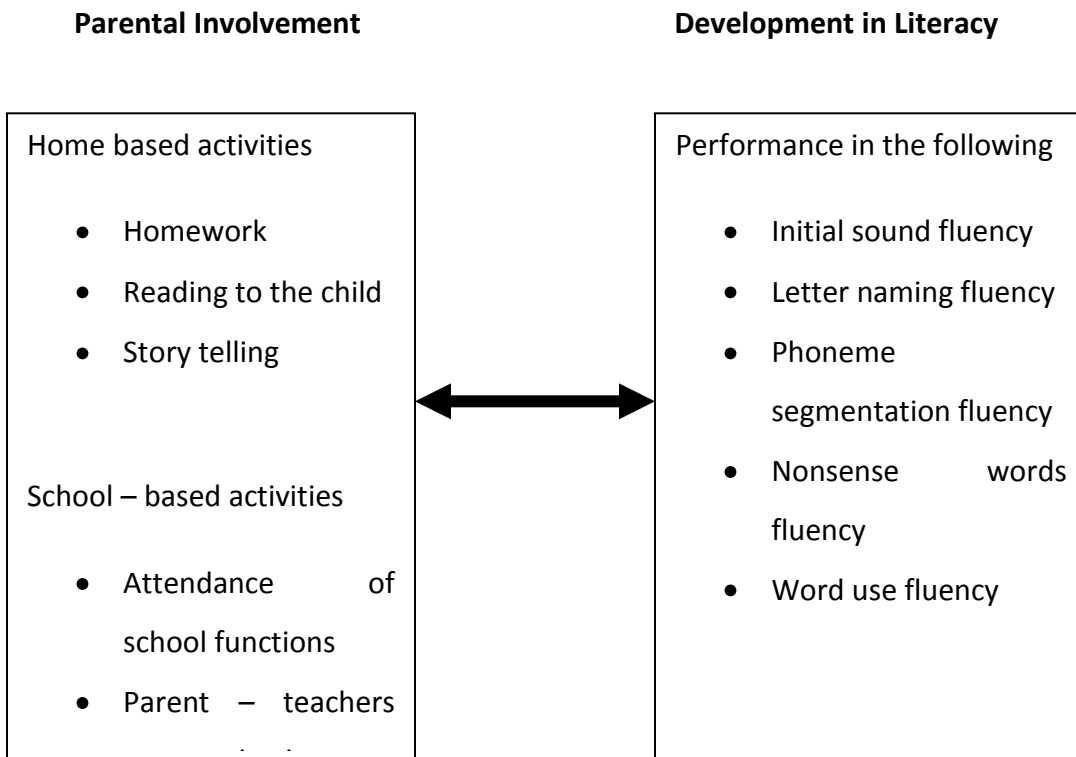 Parental Involvement
Development in Literacy
Home based activities
• Homework
• Reading to the child
• Story telling
School – based activities
• Attendance of
school functions
• Parent – teachers
Performance in the following
• Initial sound fluency
• Letter naming fluency
• Phoneme
segmentation fluency
• Nonsense words
fluency
• Word use fluency